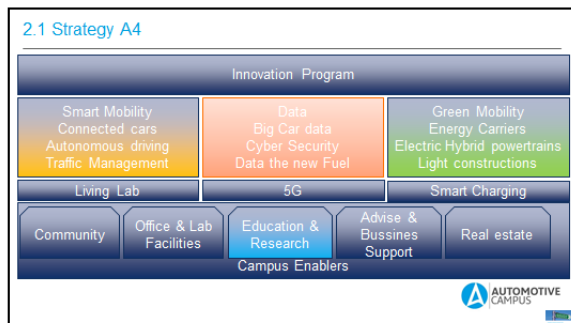 2.1 Strategy A4
Innovation Program
Smart Mobility
Connected cars
Autonomous driving
Traffic Management
Data
Big Car data
Cyber Security
Data the new Fuel
Green Mobility
Energy Carriers
Electric Hybrid powertrains
Light constructions
Living Lab
5G
Smart Charging
Community
Office & Lab
Facilities
Education &
Research
Advise &
Bussines
Support
Real estate
Campus Enablers
AUTOMOTIVE
CAMPUS